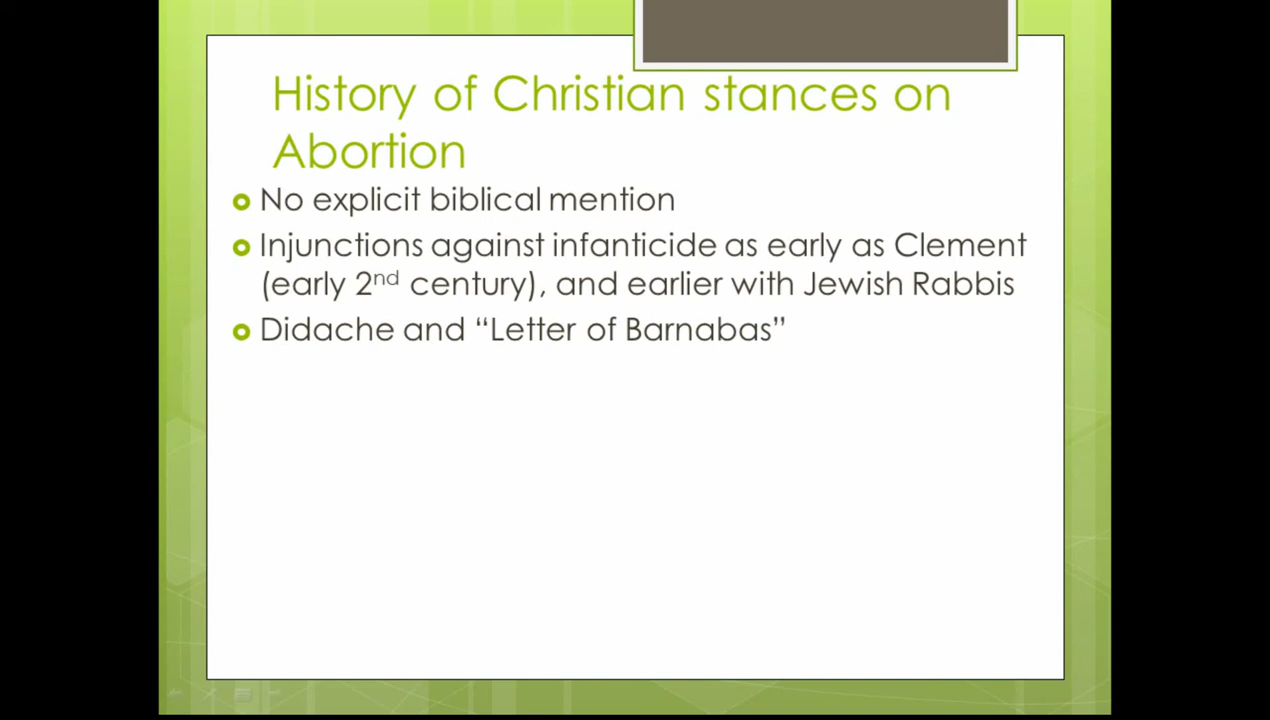 History of Christian stances on
Abortion
No explicit biblical mention
Injunctions against infanticide as early as Clement
(early 2nd century), and earlier with Jewish Rabbis
Didache and “Letter of Barnabas”